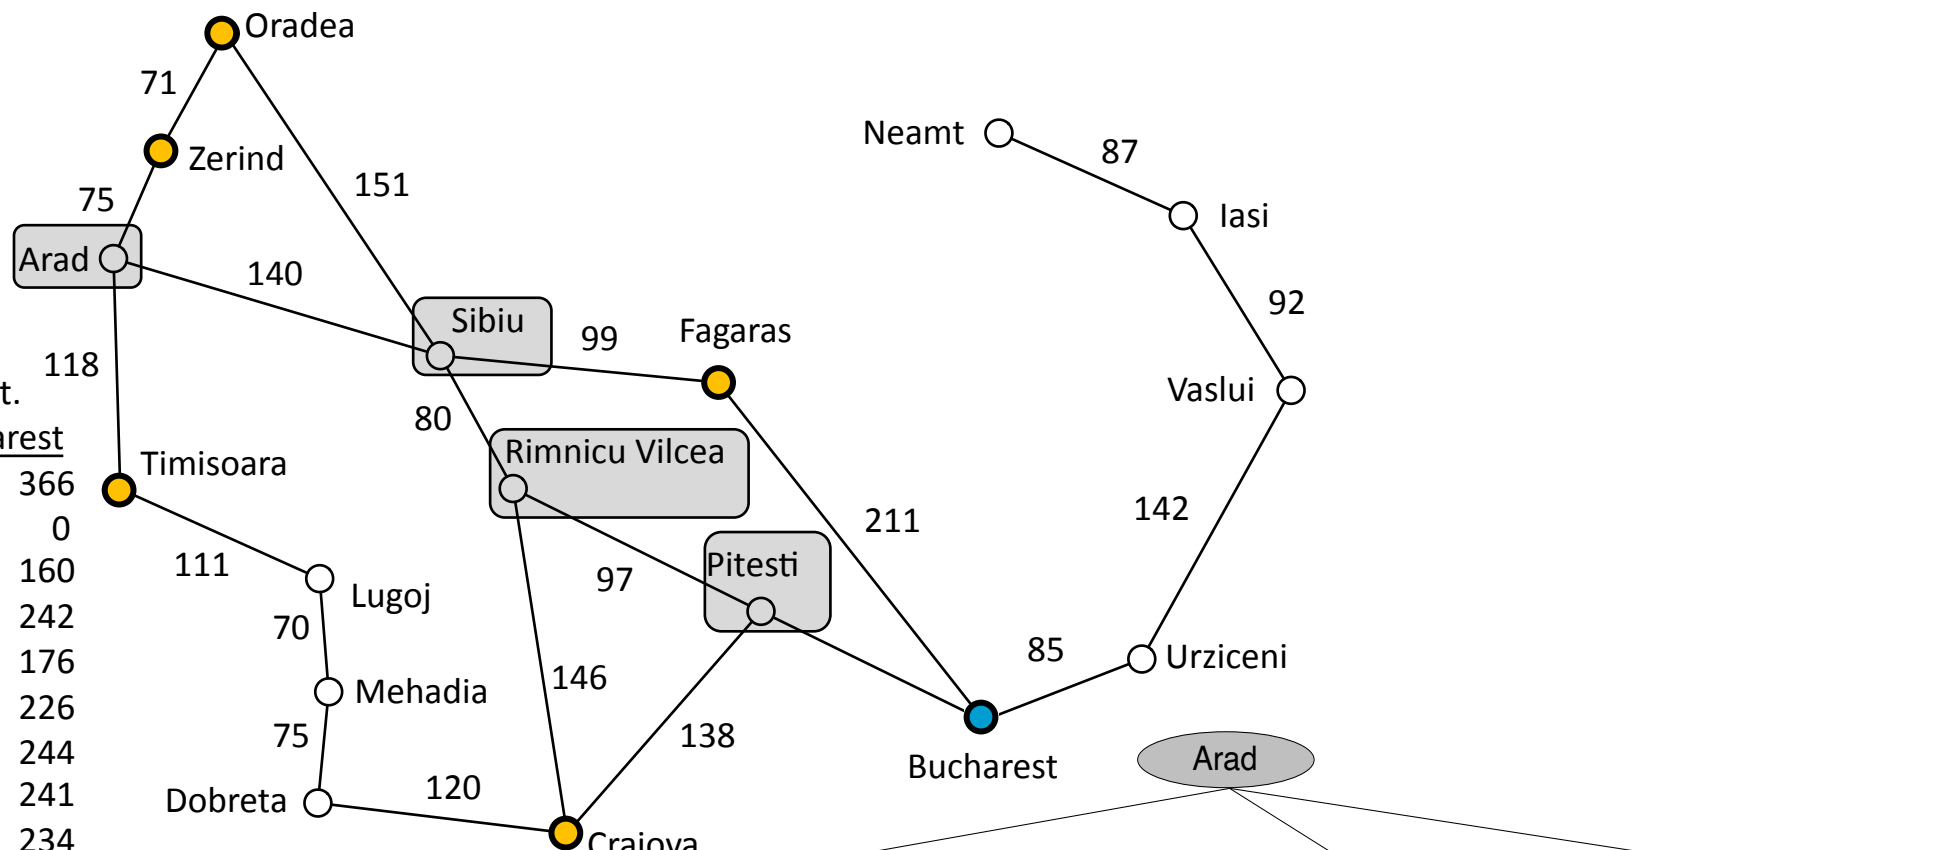 Oradea
71
Neamt
87
Zerind
151
75
Iasi
Arad
140
92
Sibiu
99
Fagaras
118
t.
80
Vaslui
arest
Rimnicu Vilcea
Timisoara
366
142
0
211
111
Pitesti
160
97
Lugoj
242
70
85
Urziceni
176
146
Mehadia
226
75
138
244
Bucharest
Arad
241
Dobreta
120
234
Craiova